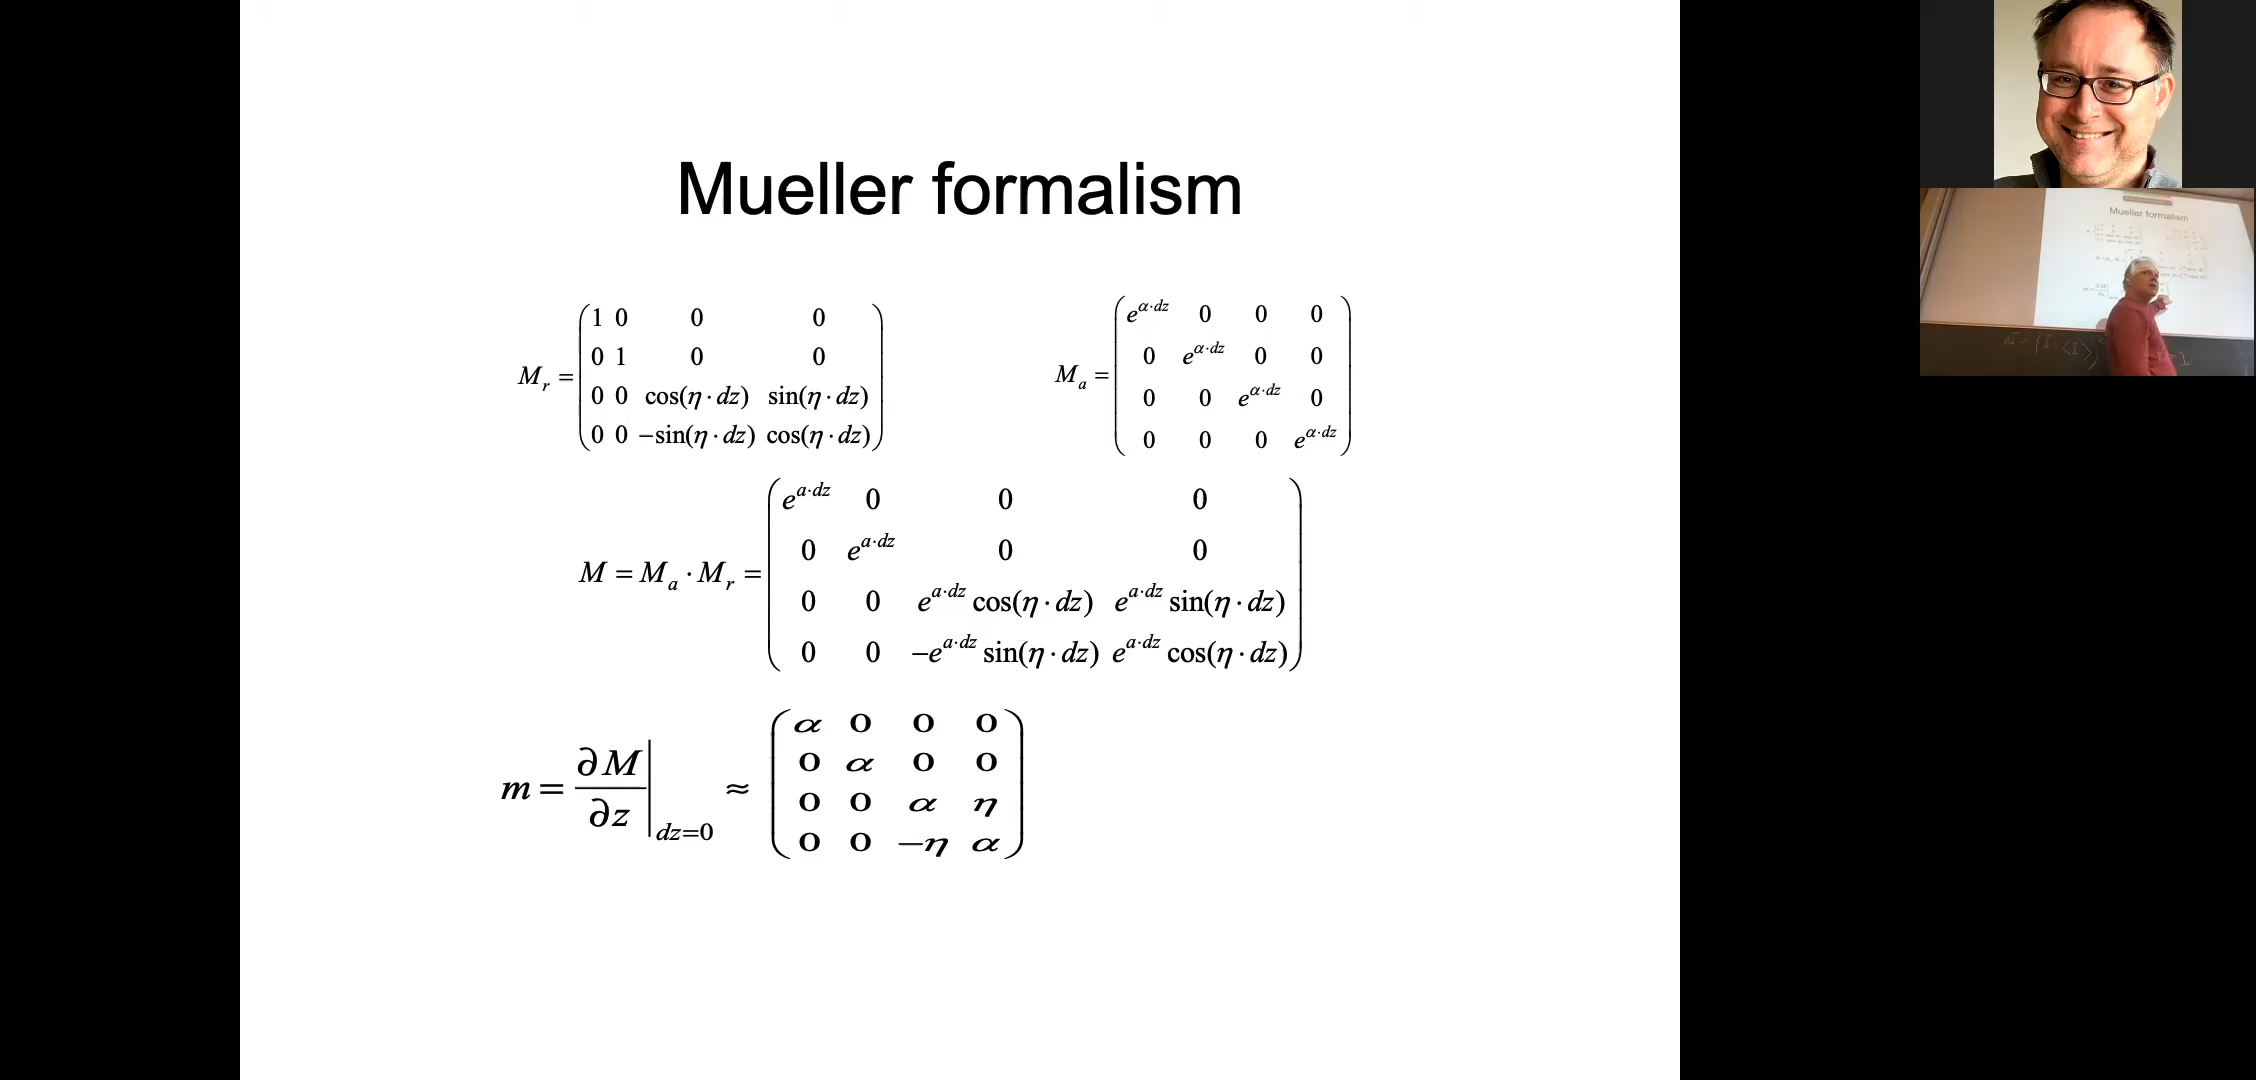 Mueller formalism
M_r = (1 0 0 0
0 1 0 0
0 0 cos(η · dz) sin(η · dz)
0 0 −sin(η · dz) cos(η · dz))
M_a = (e^{α·dz} 0 0 0
0 e^{α·dz} 0 0
0 0 e^{α·dz} 0
0 0 0 e^{α·dz})
M = M_a · M_r = (e^{a·dz} 0 0 0
0 e^{a·dz} 0 0
0 0 e^{a·dz} cos(η · dz) e^{a·dz} sin(η · dz)
0 0 −e^{a·dz} sin(η · dz) e^{a·dz} cos(η · dz))
m = ∂M/∂z |_{dz=0} ≈ (α 0 0 0
0 α 0 0
0 0 α η
0 0 −η α)
Mueller formalism